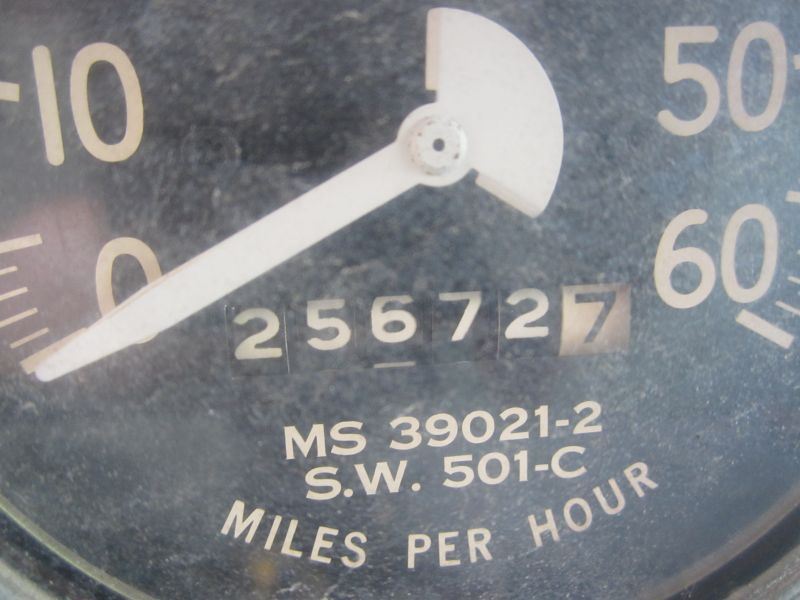 10 50
0 60
256727
MS 39021-2
S.W. 501-C
MILES PER HOUR